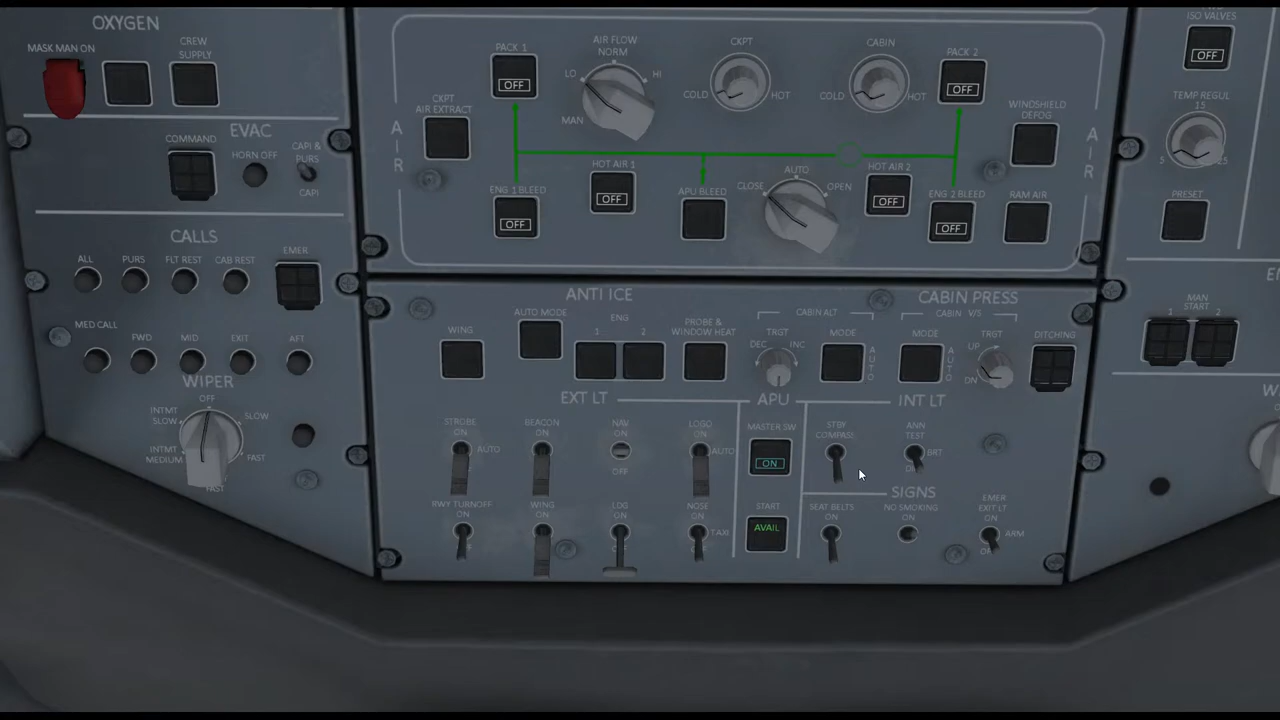 OXYGEN
MASK MAN ON
CREW
SUPPLY
EVAC
COMMAND
HORN OFF
CAPI &
PURS
CAPI
CALLS
ALL
PURS
FLT REST
CAB REST
EMER
MED CALL
FWD
MID
EXIT
AFT
WIPER
OFF
INTMT
SLOW
SLOW
INTMT
MEDIUM
FAST
FAST
AIR
PACK 1
OFF
AIR FLOW
NORM
LO
HI
MAN
CKPT
COLD
HOT
CABIN
COLD
HOT
PACK 2
OFF
CKPT
AIR EXTRACT
WINDSHIELD
DEFOG
AIR
HOT AIR 1
OFF
AUTO
CLOSE
OPEN
HOT AIR 2
OFF
ENG 1 BLEED
OFF
APU BLEED
ENG 2 BLEED
OFF
RAM AIR
ANTI ICE
WING
AUTO MODE
ENG
1
2
PROBE &
WINDOW HEAT
CABIN PRESS
CABIN ALT
TRGT
DEC
INC
MODE
AUTO
CABIN V/S
MODE
AUTO
TRGT
UP
DN
DITCHING
EXT LT
STROBE
ON
AUTO
BEACON
ON
NAV
ON
OFF
LOGO
ON
AUTO
RWY TURNOFF
ON
WING
ON
LDG
ON
NOSE
ON
TAXI
APU
MASTER SW
ON
START
AVAIL
INT LT
STBY
COMPASS
ANN
TEST
BRT
SIGNS
SEAT BELTS
ON
NO SMOKING
ON
EMER
EXIT LT
ON
ARM
ISO VALVES
OFF
TEMP REGUL
15
5
25
PRESET
MAN
START
1
2